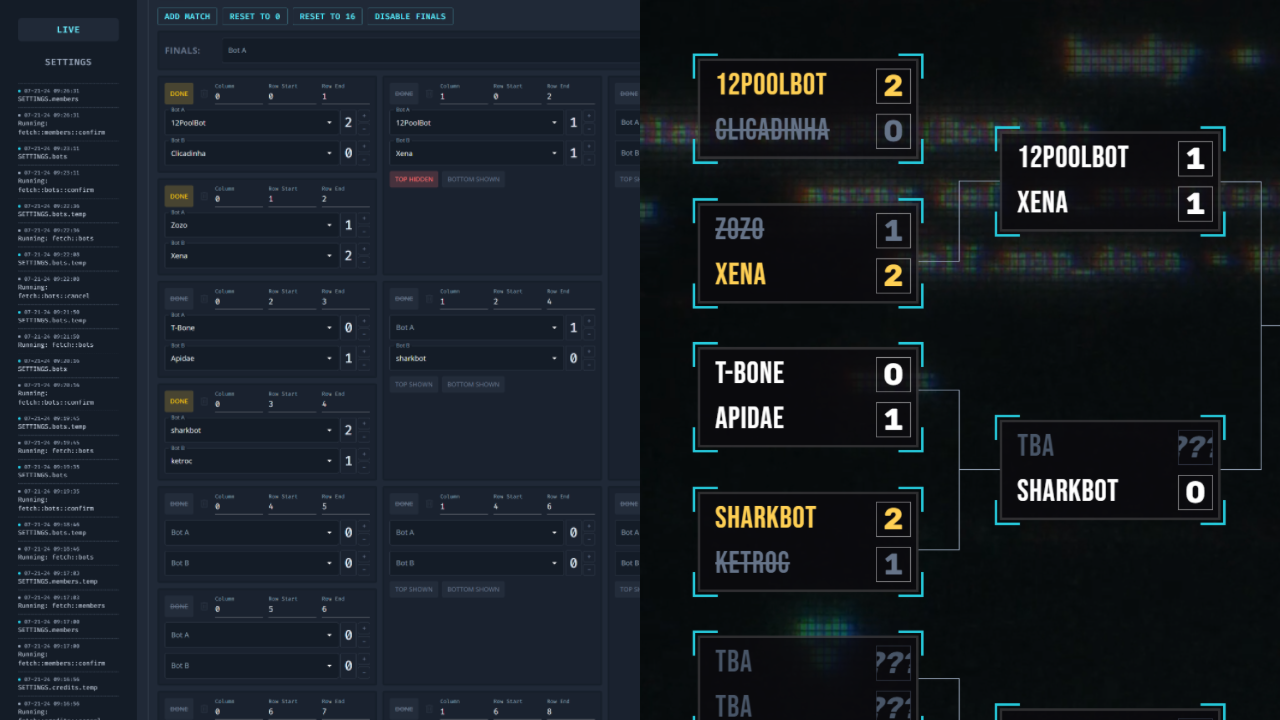 LIVE
SETTINGS
07-21-24 09:26:31
SETTINGS.members
07-21-24 09:26:31
Running:
fetch::members::confirm
07-21-24 09:23:11
SETTINGS.bots
07-21-24 09:23:11
Running:
fetch::bots::confirm
07-21-24 09:22:36
SETTINGS.bots.temp
07-21-24 09:22:36
Running: fetch::bots
07-21-24 09:22:08
SETTINGS.bots.temp
07-21-24 09:22:08
Running:
fetch::bots::cancel
07-21-24 09:21:50
SETTINGS.bots.temp
07-21-24 09:21:50
Running: fetch::bots
07-21-24 09:20:56
SETTINGS.bots
07-21-24 09:20:56
Running:
fetch::bots::confirm
07-21-24 09:19:45
SETTINGS.bots.temp
07-21-24 09:19:44
Running: fetch::bots
07-21-24 09:19:35
SETTINGS.bots
07-21-24 09:19:35
Running:
fetch::bots::confirm
07-21-24 09:18:46
SETTINGS.bots.temp
07-21-24 09:18:46
Running: fetch::bots
07-21-24 09:17:03
SETTINGS.members.temp
07-21-24 09:17:03
Running: fetch::members
07-21-24 09:17:00
SETTINGS.members
07-21-24 09:17:00
Running:
fetch::members::confirm
07-21-24 09:16:56
SETTINGS.credits.temp
07-21-24 09:16:56
ADD MATCH RESET TO 0 RESET TO 16 DISABLE FINALS
FINALS: Bot A
DONE Column 0 Row Start 0 Row End 1
Bot A
12PoolBot 2
Bot B
Clicadinha 0
DONE Column 1 Row Start 0 Row End 2
Bot A
12PoolBot 1
Bot B
Xena 1
TOP HIDDEN BOTTOM SHOWN
DONE
Bot A
Bot B
TOP S
DONE Column 0 Row Start 1 Row End 2
Bot A
Zozo 1
Bot B
Xena 2
DONE Column 0 Row Start 2 Row End 3
Bot A
T-Bone 0
Bot B
Apidae 1
DONE Column 1 Row Start 2 Row End 4
Bot A 1
Bot B
sharkbot 0
TOP SHOWN BOTTOM SHOWN
DONE Column 0 Row Start 3 Row End 4
Bot A
sharkbot 2
Bot B
ketroc 1
DONE Column 0 Row Start 4 Row End 5
Bot A 0
Bot B 0
DONE Column 1 Row Start 4 Row End 6
Bot A 0
Bot B 0
TOP SHOWN BOTTOM SHOWN
DONE
Bot A
Bot B
TOP SH
DONE Column 0 Row Start 5 Row End 6
Bot A 0
Bot B 0
DONE Column 0 Row Start 6 Row End 7
DONE Column 1 Row Start 6 Row End 8
12POOLBOT 2
CLICADINHA 0
ZOZO 1
XENA 2
T-BONE 0
APIDAE 1
SHARKBOT 2
KETROC 1
TBA ???
TBA ???
12POOLBOT 1
XENA 1
TBA ???
SHARKBOT 0